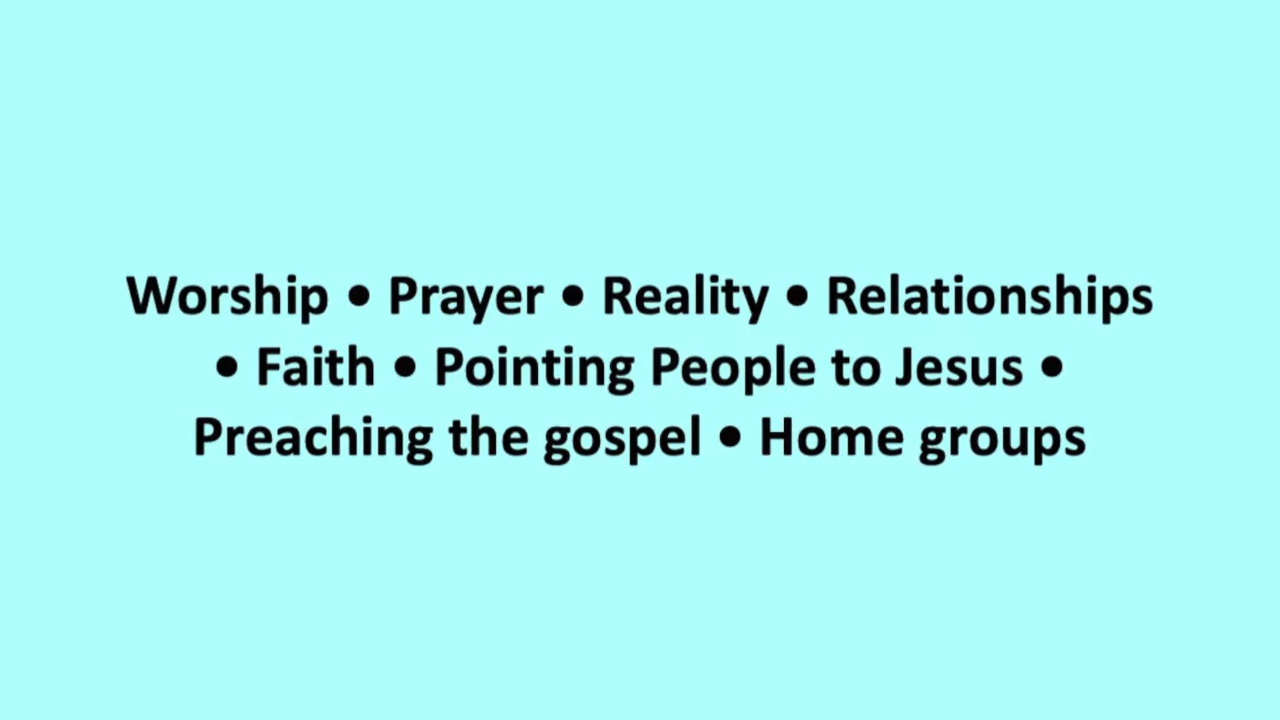 Worship • Prayer • Reality • Relationships
• Faith • Pointing People to Jesus •
Preaching the gospel • Home groups